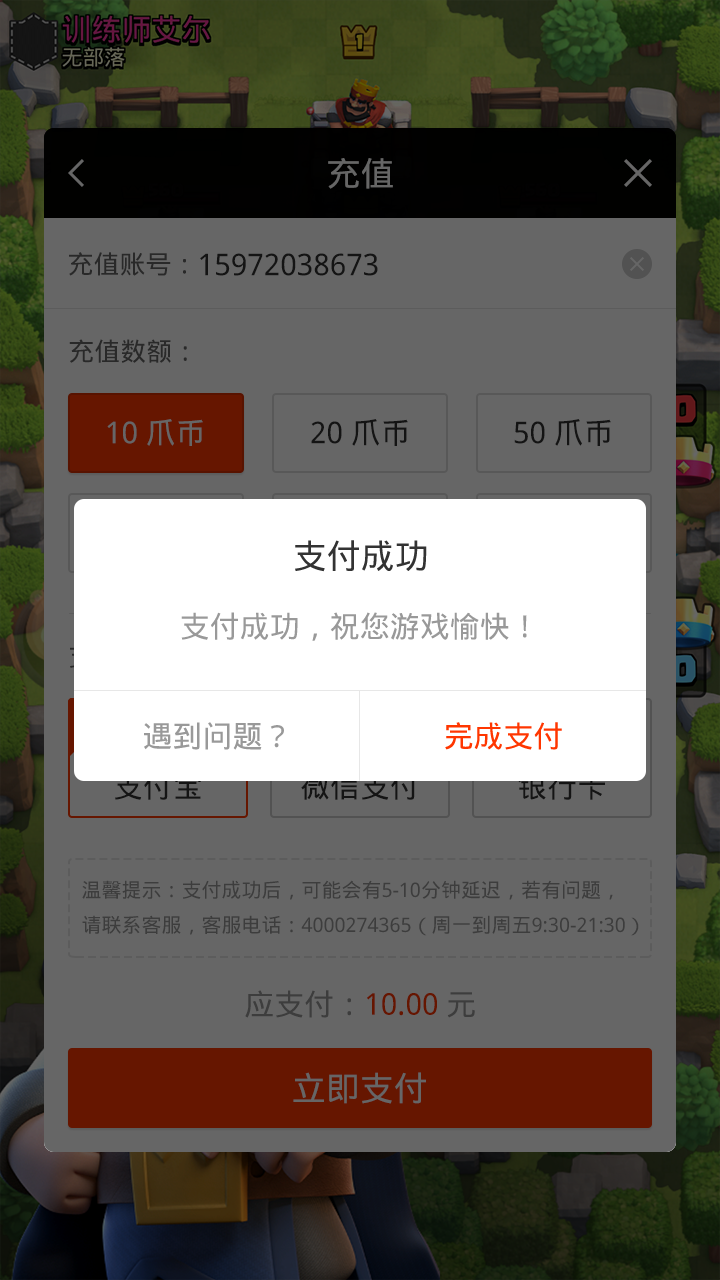 训练师艾尔
无部落
1
充值
充值账号：15972038673
充值数额：
10 爪币
20 爪币
50 爪币
支付成功
支付成功，祝您游戏愉快！
遇到问题？
完成支付
支付宝
微信支付
银行卡
温馨提示：支付成功后，可能会有5-10分钟延迟，若有问题，
请联系客服，客服电话：4000274365（周一到周五9:30-21:30）
应支付：10.00 元
立即支付
0
0